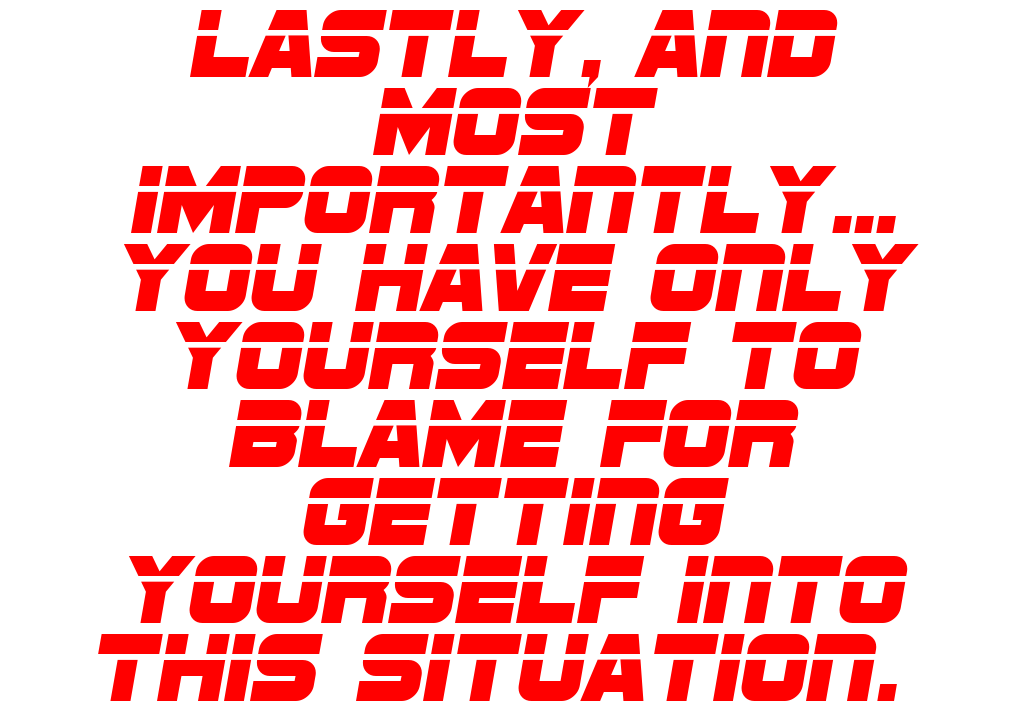 LASTLY, AND
MOST
IMPORTANTLY...
YOU HAVE ONLY
YOURSELF TO
BLAME FOR
GETTING
YOURSELF INTO
THIS SITUATION.